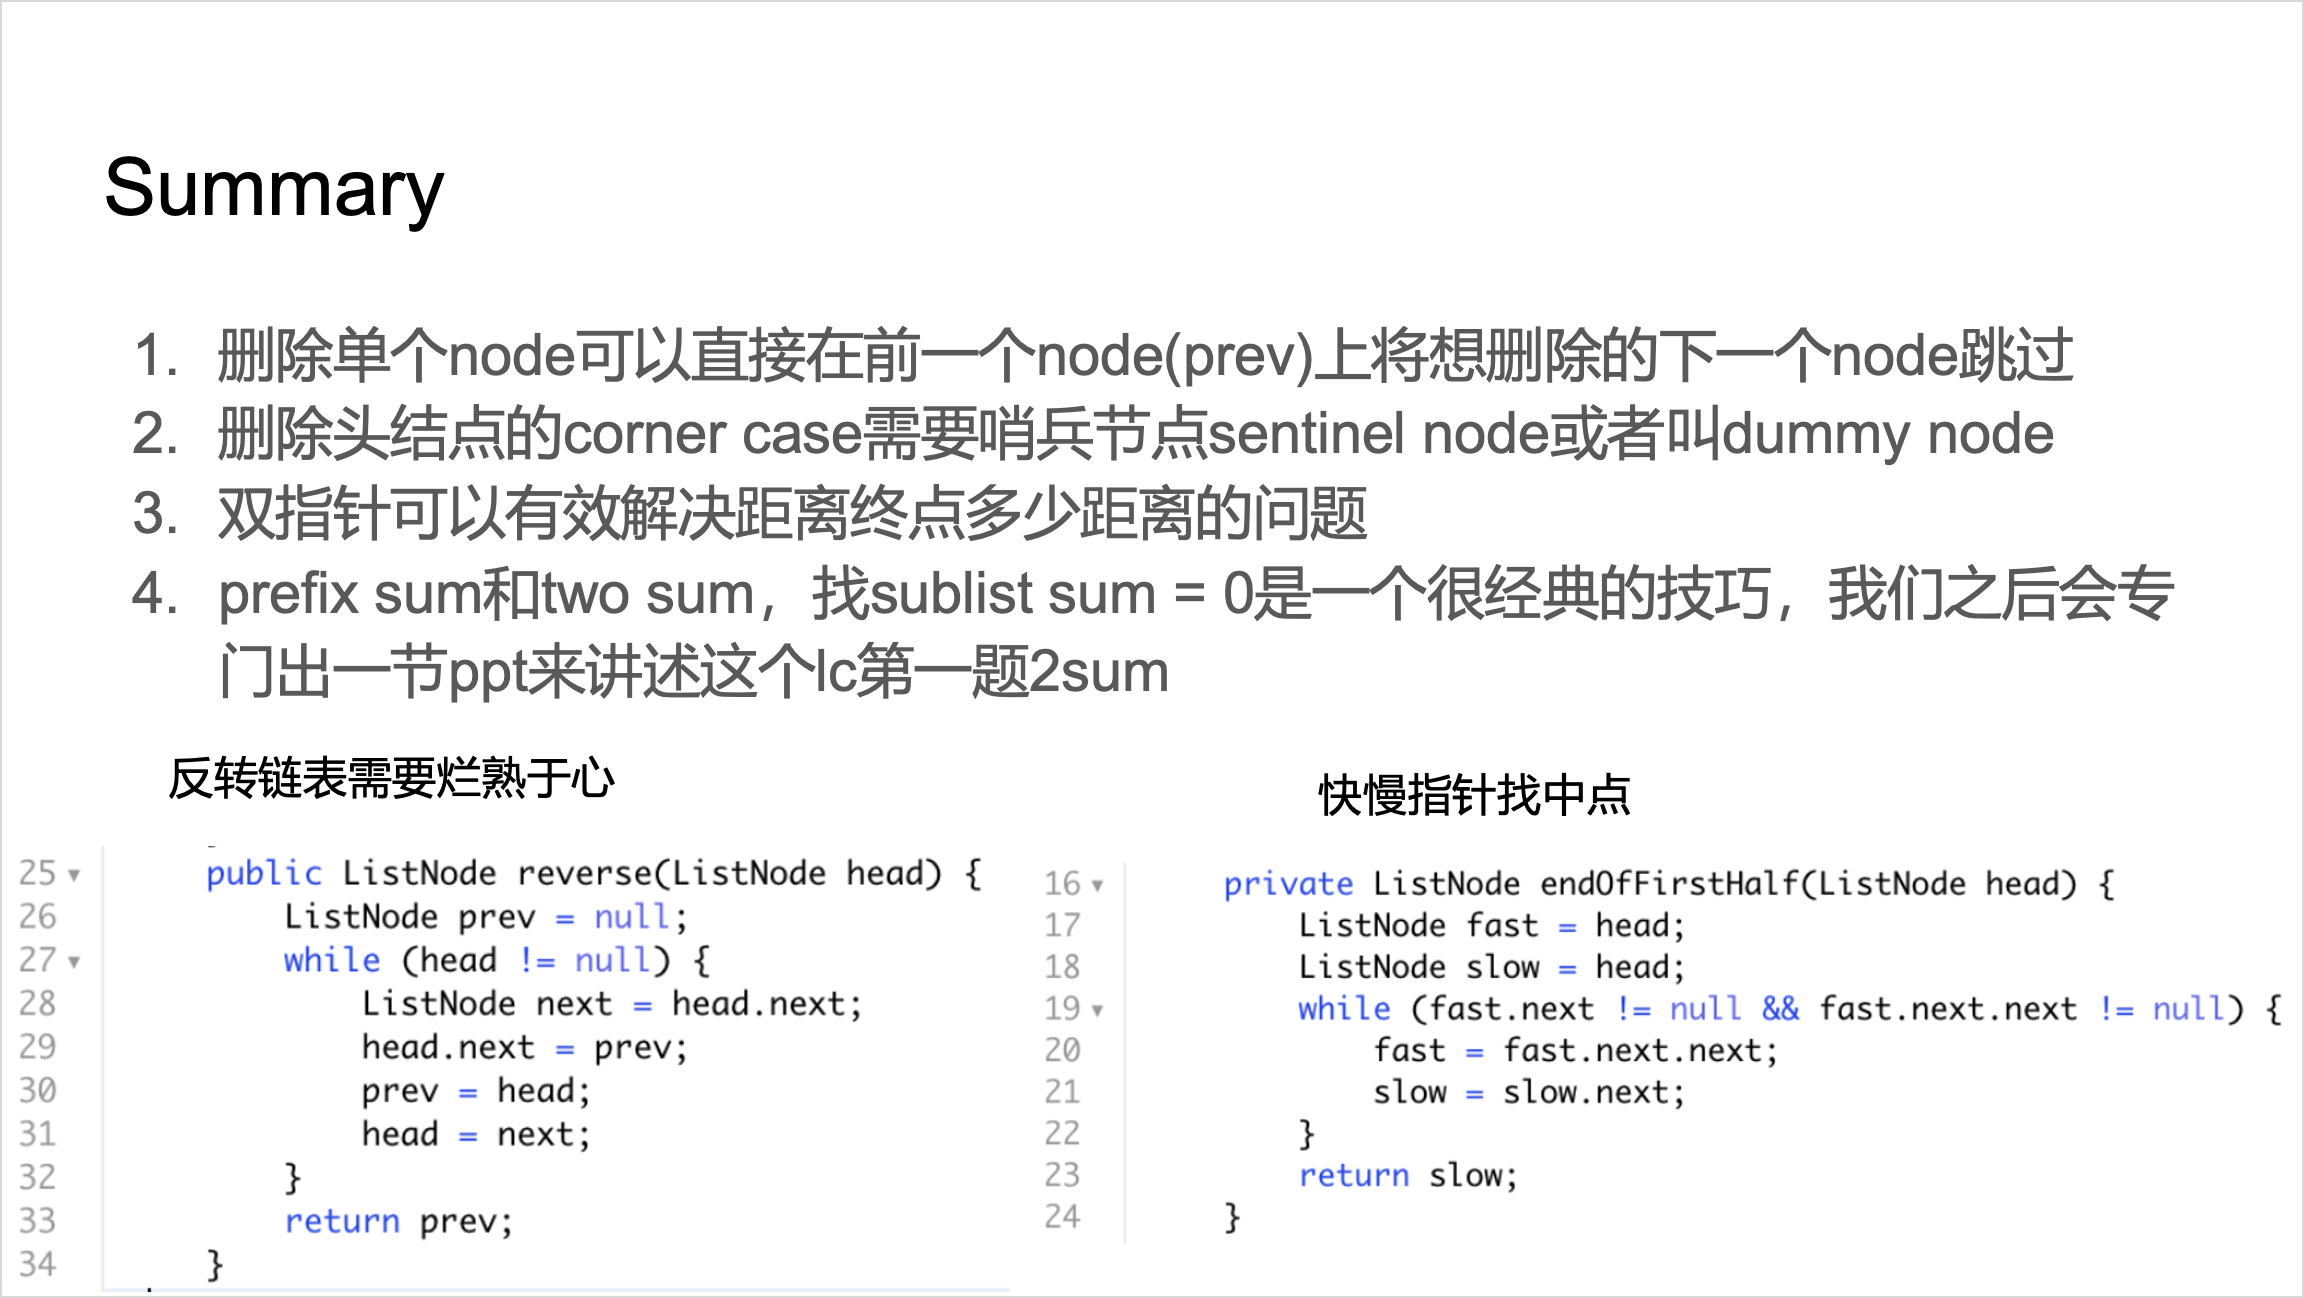 Summary
1. 删除单个node可以直接在前一个node(prev)上将想删除的下一个node跳过
2. 删除头结点的corner case需要哨兵节点sentinel node或者叫dummy node
3. 双指针可以有效解决距离终点多少距离的问题
4. prefix sum和two sum，找sublist sum = 0是一个很经典的技巧，我们之后会专
门出一节ppt来讲述这个lc第一题2sum
反转链表需要烂熟于心
25 public ListNode reverse(ListNode head) {
26 ListNode prev = null;
27 while (head != null) {
28 ListNode next = head.next;
29 head.next = prev;
30 prev = head;
31 head = next;
32 }
33 return prev;
34 }
快慢指针找中点
16 private ListNode endOfFirstHalf(ListNode head) {
17 ListNode fast = head;
18 ListNode slow = head;
19 while (fast.next != null && fast.next.next != null) {
20 fast = fast.next.next;
21 slow = slow.next;
22 }
23 return slow;
24 }